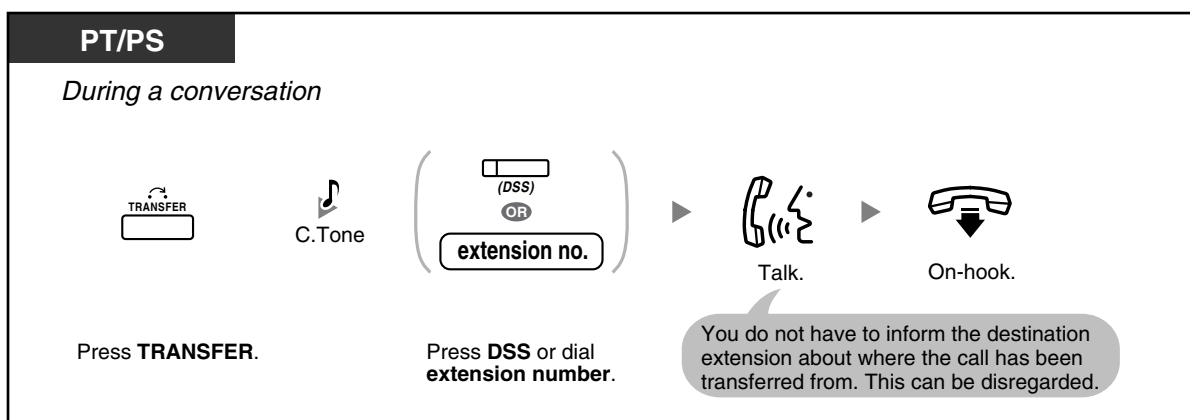 PT/PS
During a conversation
TRANSFER
C.Tone
(DSS)
OR
extension no.
Talk.
On-hook.
Press TRANSFER.
Press DSS or dial
extension number.
You do not have to inform the destination
extension about where the call has been
transferred from. This can be disregarded.